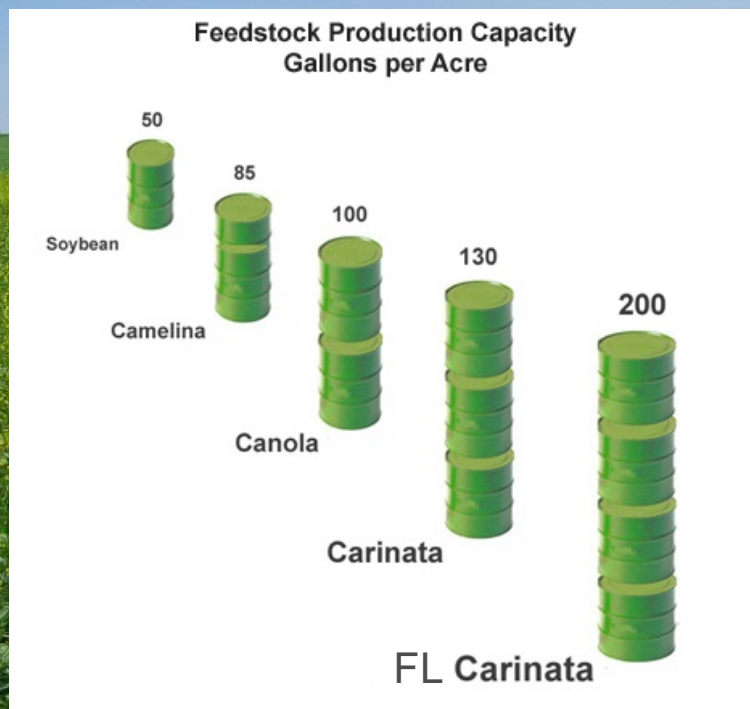 Feedstock Production Capacity
Gallons per Acre
50
Soybean
85
Camelina
100
Canola
130
Carinata
200
FL Carinata